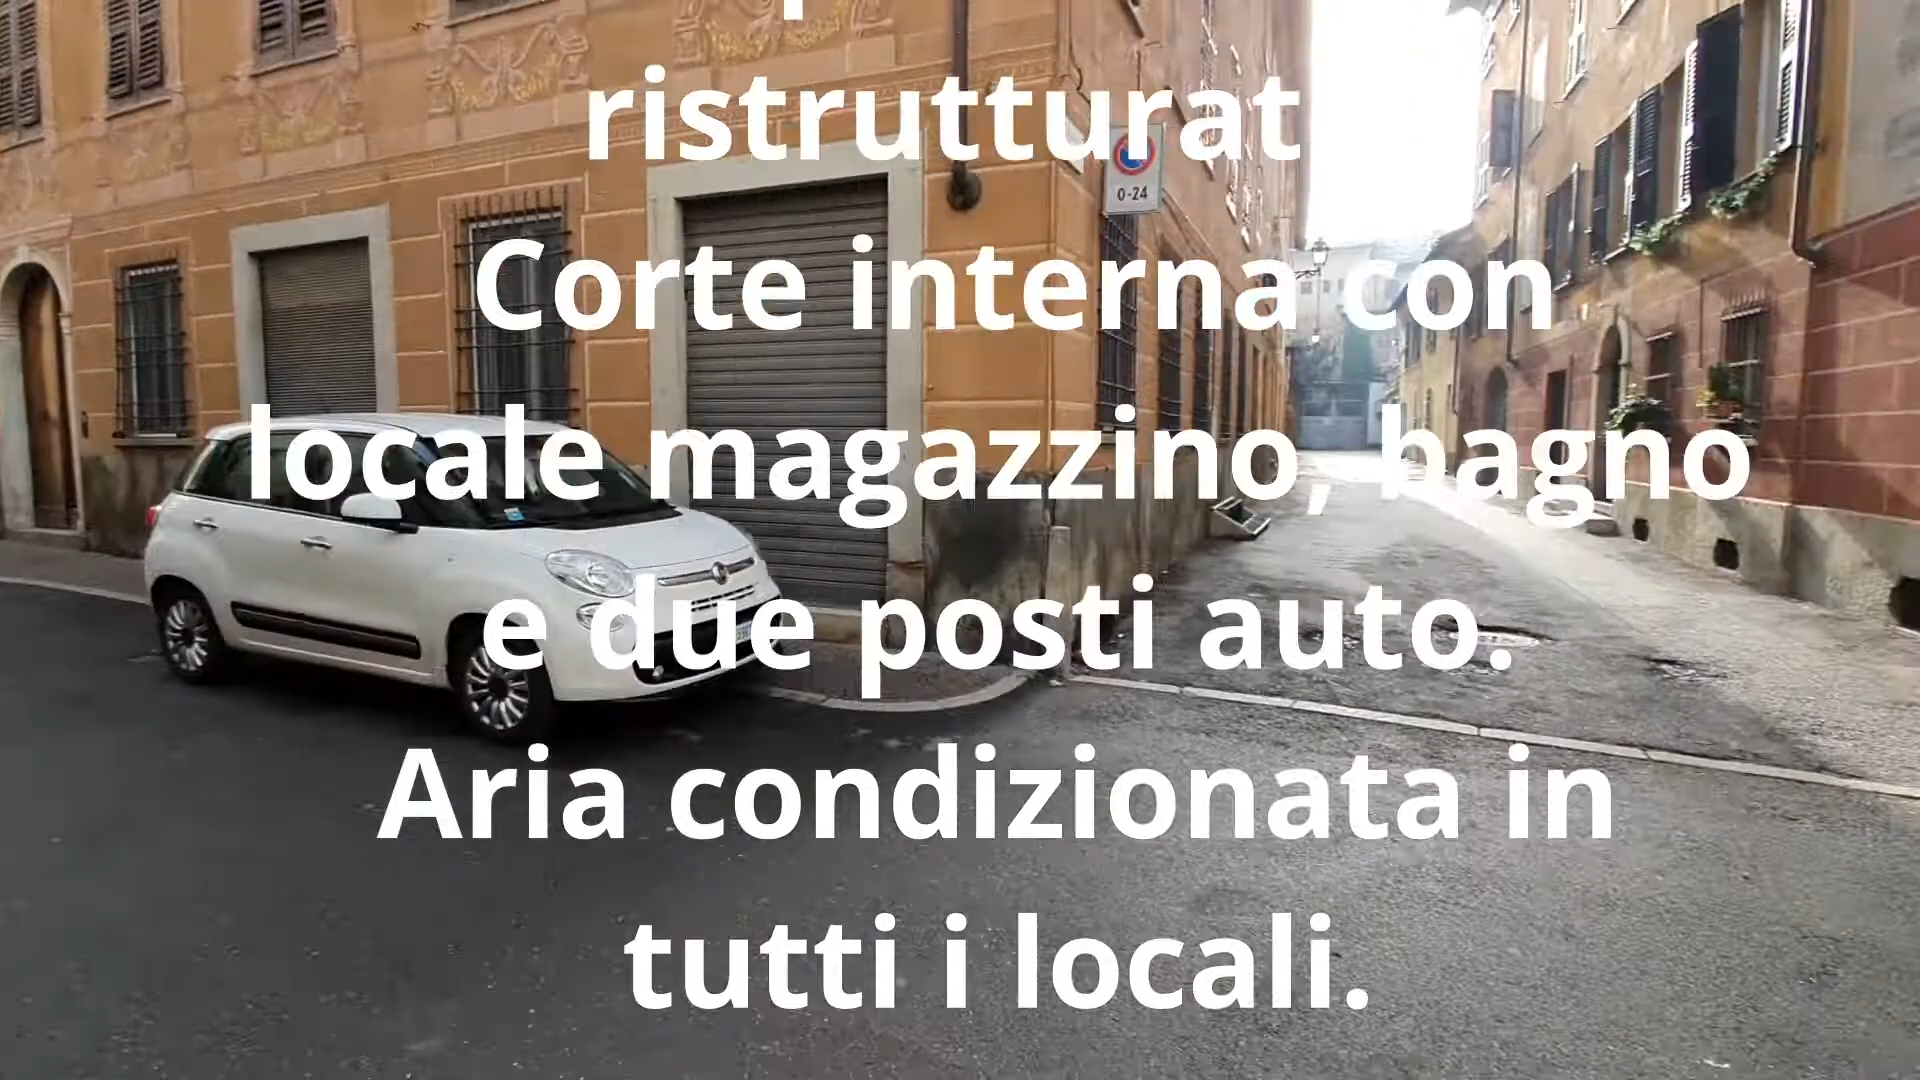 ristrutturat
Corte interna con
locale magazzino, bagno
e due posti auto.
Aria condizionata in
tutti i locali.
0-24